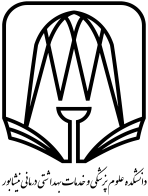 دانشکده علوم پزشکی و خدمات بهداشتی درمانی نیشابور